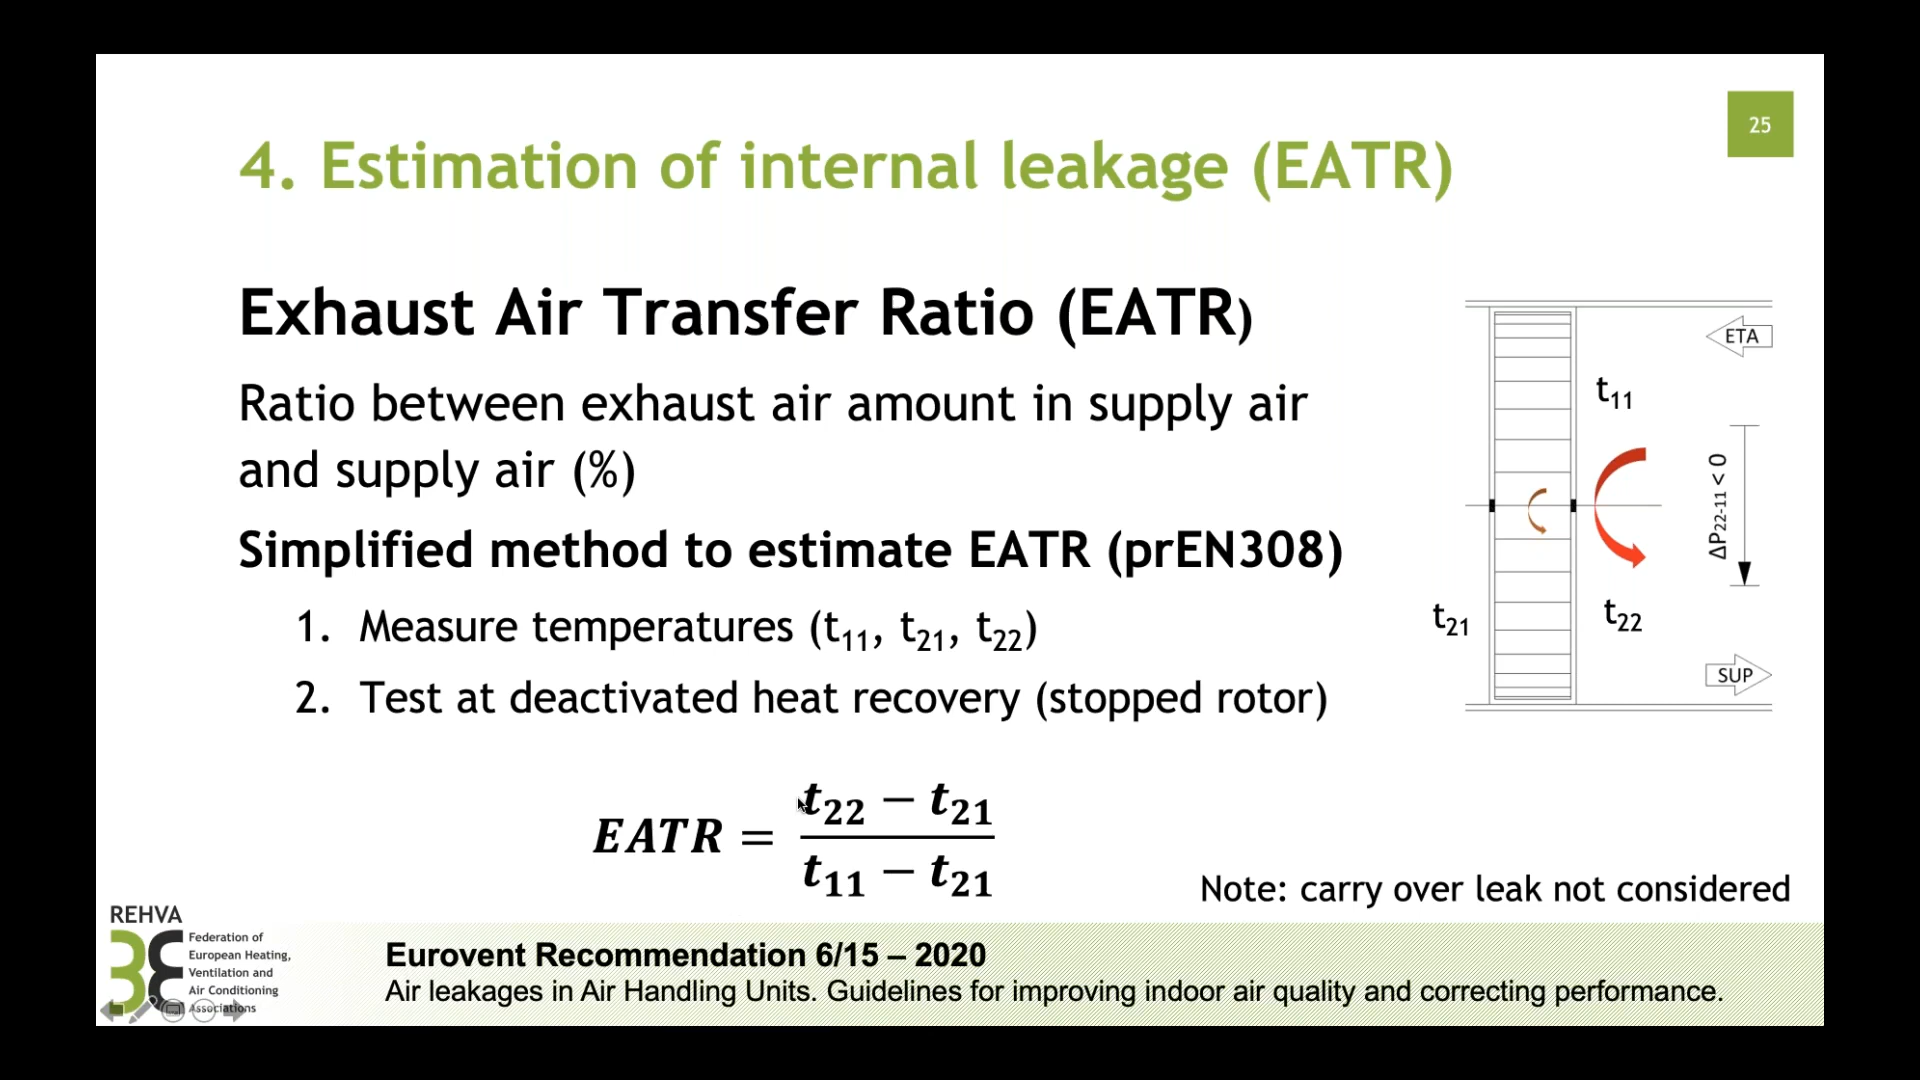 25
4. Estimation of internal leakage (EATR)
Exhaust Air Transfer Ratio (EATR)
Ratio between exhaust air amount in supply air
and supply air (%)
Simplified method to estimate EATR (prEN308)
1. Measure temperatures (t₁₁, t₂₁, t₂₂)
2. Test at deactivated heat recovery (stopped rotor)
EATR = (t₂₂ − t₂₁) / (t₁₁ − t₂₁)
ETA
t₁₁
ΔP22-11 < 0
t₂₁
t₂₂
SUP
Note: carry over leak not considered
REHVA
Federation of
European Heating,
Ventilation and
Air Conditioning
Associations
Eurovent Recommendation 6/15 – 2020
Air leakages in Air Handling Units. Guidelines for improving indoor air quality and correcting performance.